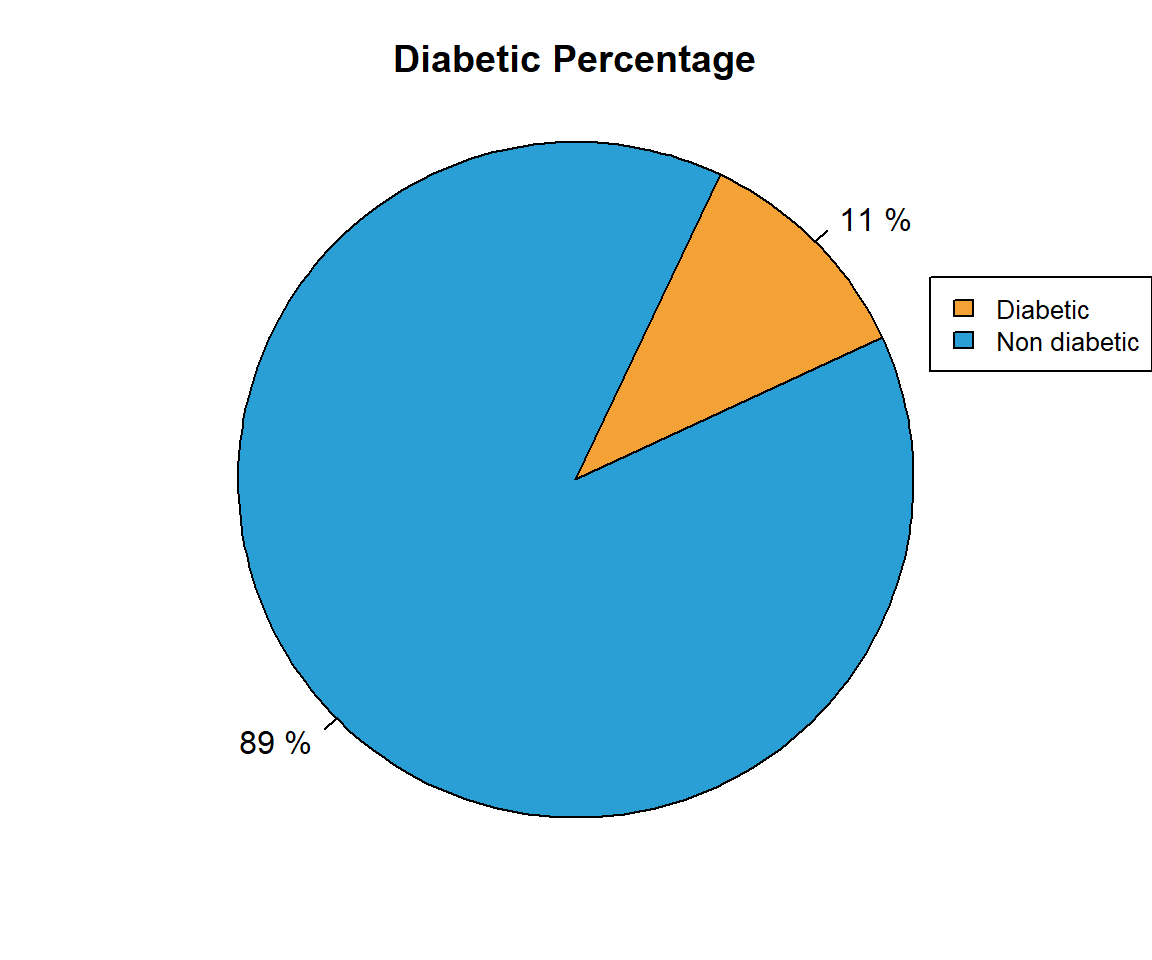 Diabetic Percentage
11 %
Diabetic
Non diabetic
89 %